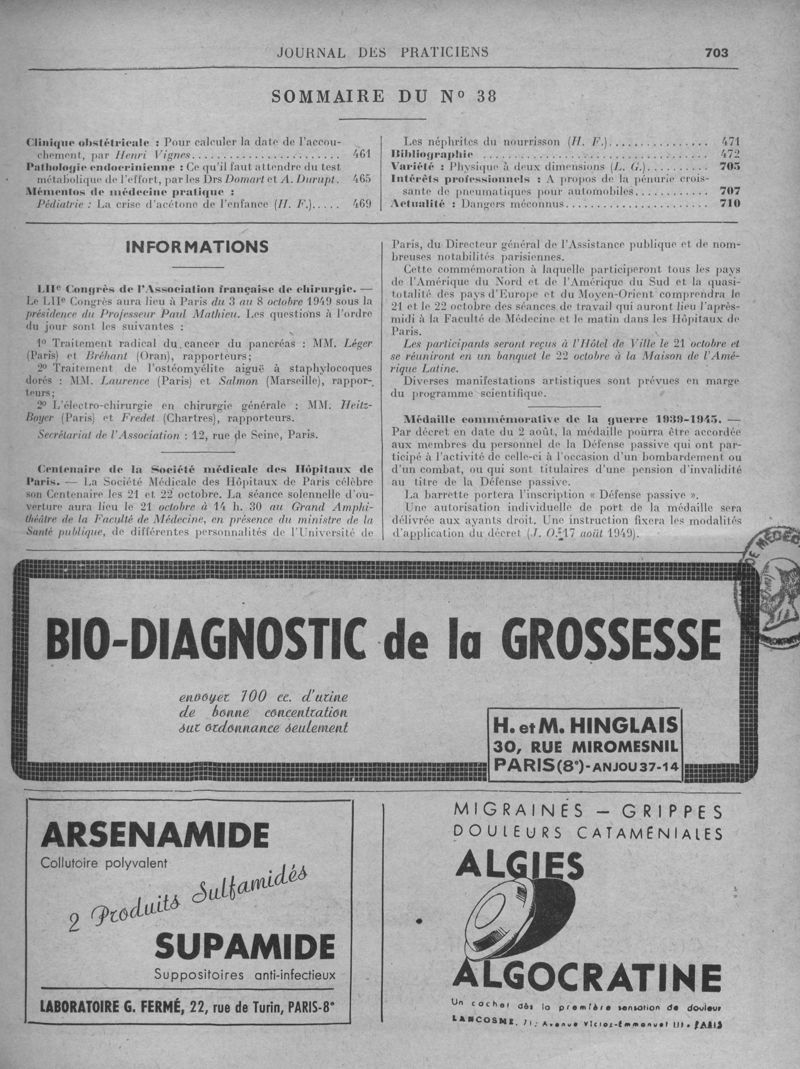 JOURNAL DES PRATICIENS
703
SOMMAIRE DU Nº 38
Clinique obstétricale : Pour calculer la date de l'accou-
chement, par Henri Vignes........................ 461
Pathologie endocrinienne : Ce qu'il faut attendre du test
métabolique de l'effort, par les Drs Domart et A. Durupt. 465
Mémentos de médecine pratique :
Pédiatrie : La crise d'acétone de l'enfance (H. F.)..... 469
Les néphrites du nourrisson (H. F.)............... 471
Bibliographie .................................... 472
Variété : Physique à deux dimensions (L. G.).......... 705
Intérêts professionnels : A propos de la pénurie crois-
sante de pneumatiques pour automobiles............ 707
Actualité : Dangers méconnus....................... 710
INFORMATIONS
LIIe Congrès de l'Association française de chirurgie. —
Le LIIe Congrès aura lieu à Paris du 3 au 8 octobre 1949 sous la
présidence du Professeur Paul Mathieu. Les questions à l'ordre
du jour sont les suivantes :
1º Traitement radical du cancer du pancréas : MM. Léger
(Paris) et Bréhant (Oran), rapporteurs;
2º Traitement de l'ostéomyélite aiguë à staphylocoques
dorés : MM. Laurence (Paris) et Salmon (Marseille), rappor-
teurs;
2º L'électro-chirurgie en chirurgie générale : MM. Heitz-
Boyer (Paris) et Fredet (Chartres), rapporteurs.
Secrétariat de l'Association : 12, rue de Seine, Paris.
Centenaire de la Société médicale des Hôpitaux de
Paris. — La Société Médicale des Hôpitaux de Paris célèbre
son Centenaire les 21 et 22 octobre. La séance solennelle d'ou-
verture aura lieu le 21 octobre à 14 h. 30 au Grand Amphi-
théâtre de la Faculté de Médecine, en présence du ministre de la
Santé publique, de différentes personnalités de l'Université de
Paris, du Directeur général de l'Assistance publique et de nom-
breuses notabilités parisiennes.
Cette commémoration à laquelle participeront tous les pays
de l'Amérique du Nord et de l'Amérique du Sud et la quasi-
totalité des pays d'Europe et du Moyen-Orient comprendra le
21 et le 22 octobre des séances de travail qui auront lieu l'après-
midi à la Faculté de Médecine et le matin dans les Hôpitaux de
Paris.
Les participants seront reçus à l'Hôtel de Ville le 21 octobre et
se réuniront en un banquet le 22 octobre à la Maison de l'Amé-
rique Latine.
Diverses manifestations artistiques sont prévues en marge
du programme scientifique.
Médaille commémorative de la guerre 1939-1945. —
Par décret en date du 2 août, la médaille pourra être accordée
aux membres du personnel de la Défense passive qui ont par-
ticipé à l'activité de celle-ci à l'occasion d'un bombardement ou
d'un combat, ou qui sont titulaires d'une pension d'invalidité
au titre de la Défense passive.
La barrette portera l'inscription « Défense passive ».
Une autorisation individuelle de port de la médaille sera
délivrée aux ayants droit. Une instruction fixera les modalités
d'application du décret (J. O. 17 août 1949).
BIO-DIAGNOSTIC de la GROSSESSE
envoyer 100 cc. d'urine
de bonne concentration
sur ordonnance seulement
H. et M. HINGLAIS
30, RUE MIROMESNIL
PARIS (8e) - ANJOU 37-14
ARSENAMIDE
Collutoire polyvalent
2 Produits Sulfamidés
SUPAMIDE
Suppositoires anti-infectieux
LABORATOIRE G. FERMÉ, 22, rue de Turin, PARIS-8e
MIGRAINES — GRIPPES
DOULEURS CATAMÉNIALES
ALGIES
ALGOCRATINE
Un cachet dès la première sensation de douleur
LANCOSME, 71, Avenue Victor-Emmanuel III - PARIS